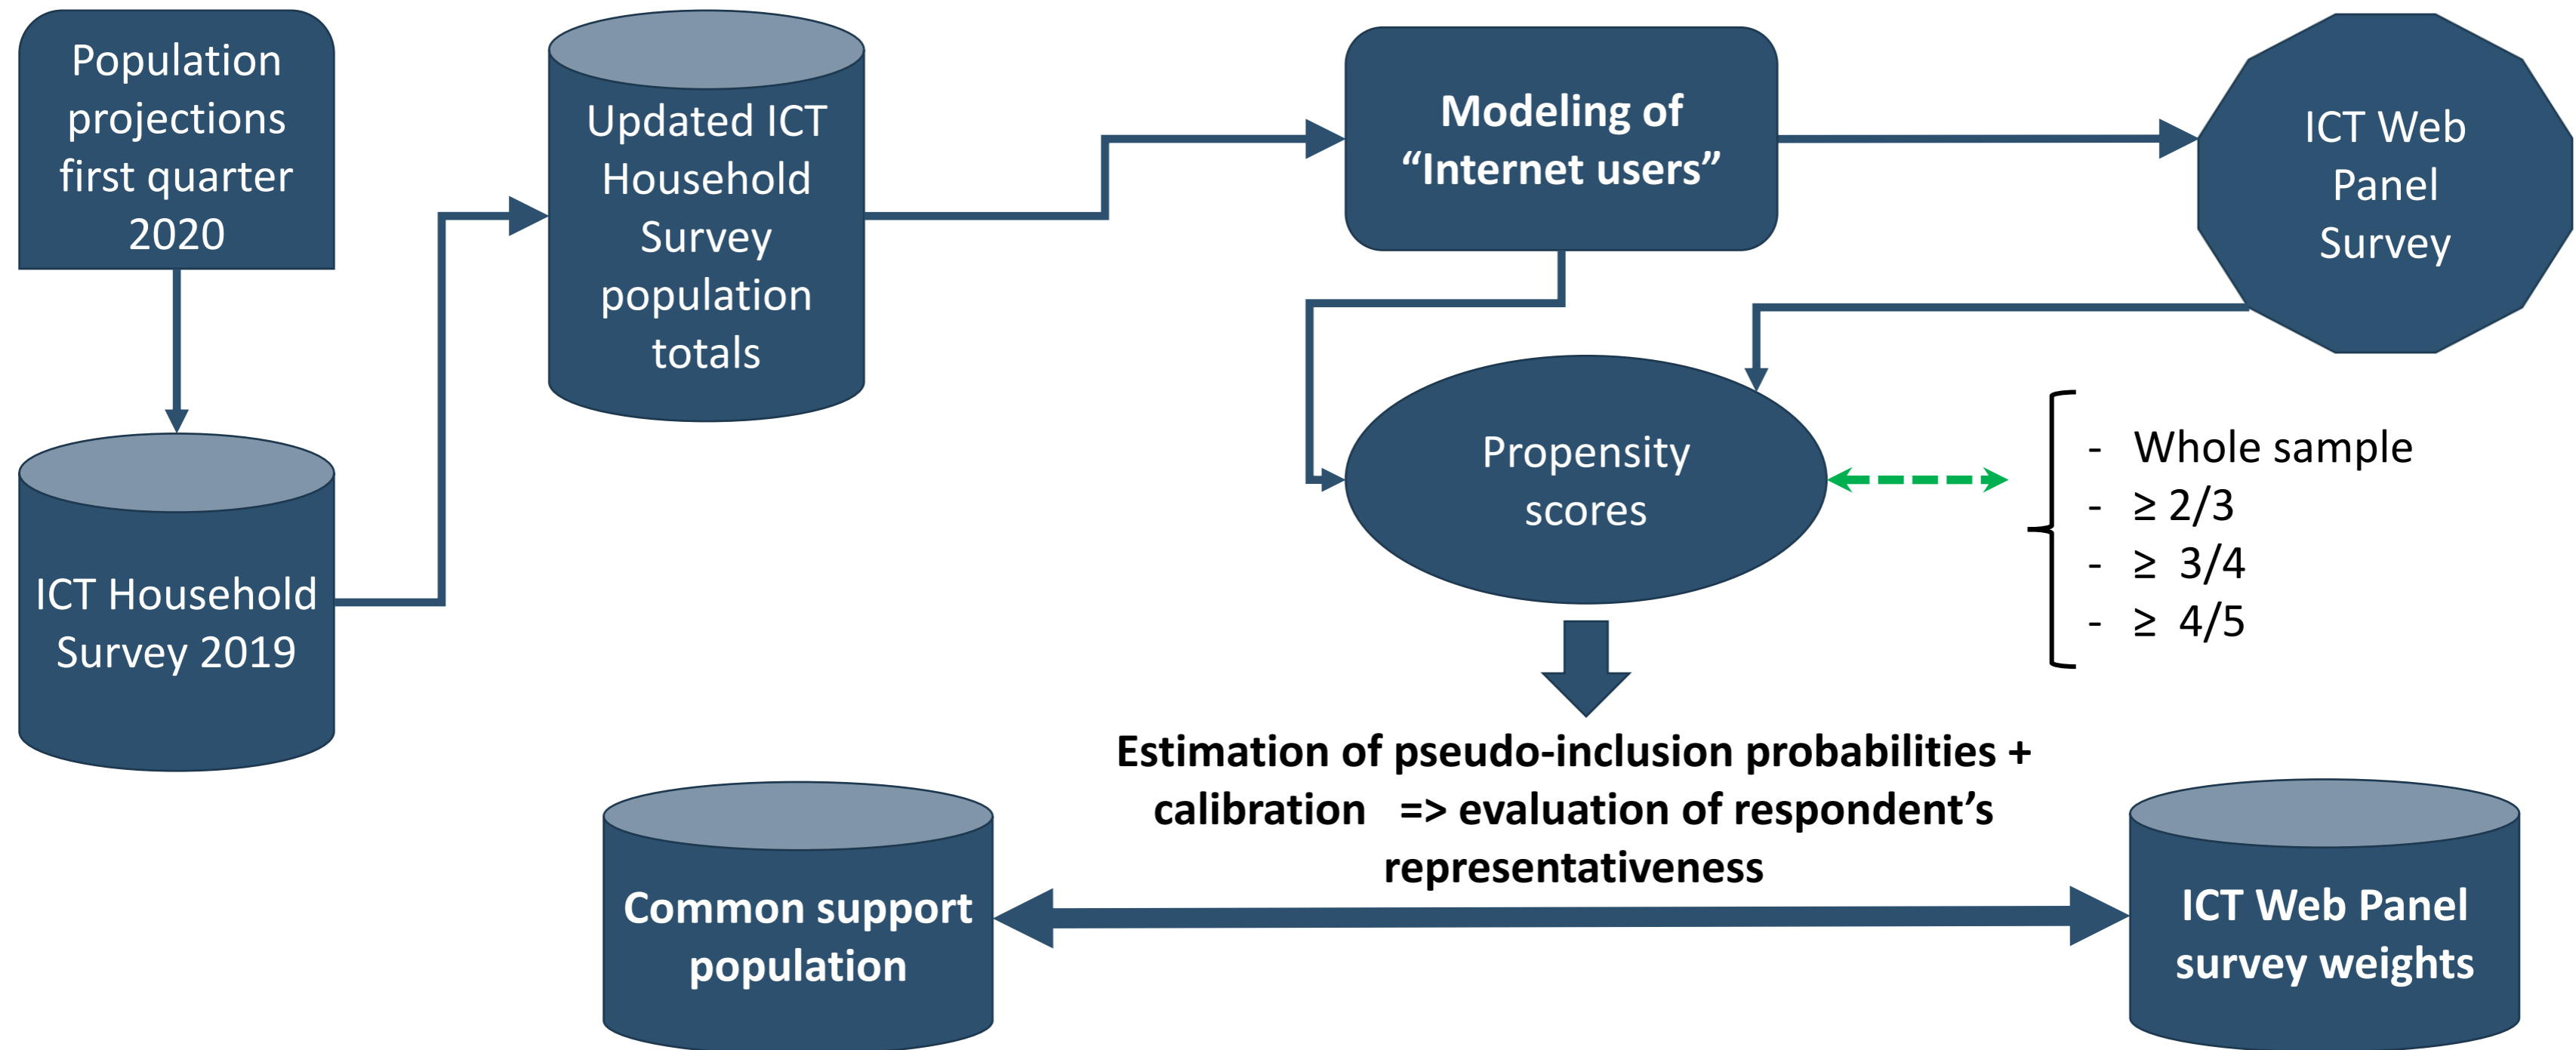 Population
projections
first quarter
2020
Updated ICT
Household
Survey
population
totals
Modeling of
“Internet users”
ICT Web
Panel
Survey
ICT Household
Survey 2019
Propensity
scores
- Whole sample
- ≥ 2/3
- ≥ 3/4
- ≥ 4/5
Estimation of pseudo-inclusion probabilities +
calibration => evaluation of respondent’s
representativeness
Common support
population
ICT Web Panel
survey weights